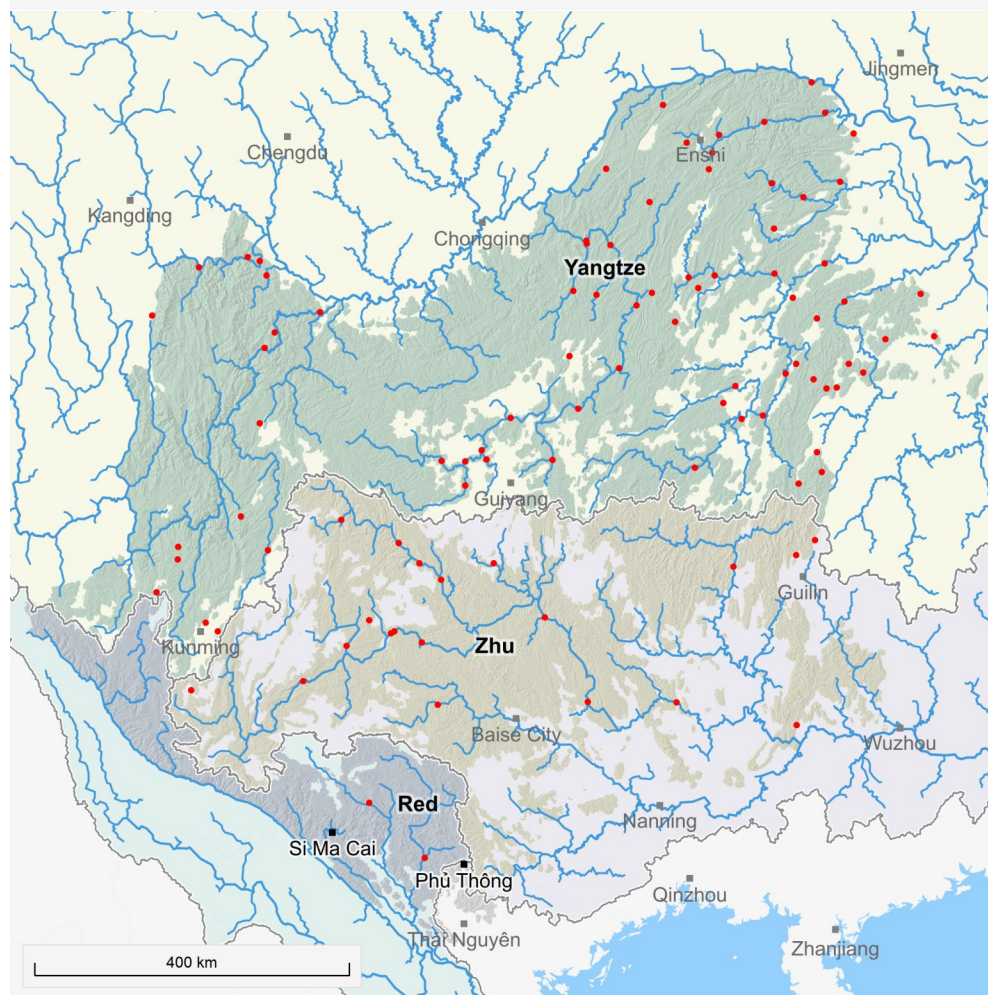 Jingmen
Chengdu
Enshi
Kangding
Chongqing
Yangtze
Guiyang
Guilin
Kunming
Zhu
Baise City
Wuzhou
Red
Nanning
Si Ma Cai
Phủ Thông
Qinzhou
Thái Nguyên
Zhanjiang
400 km